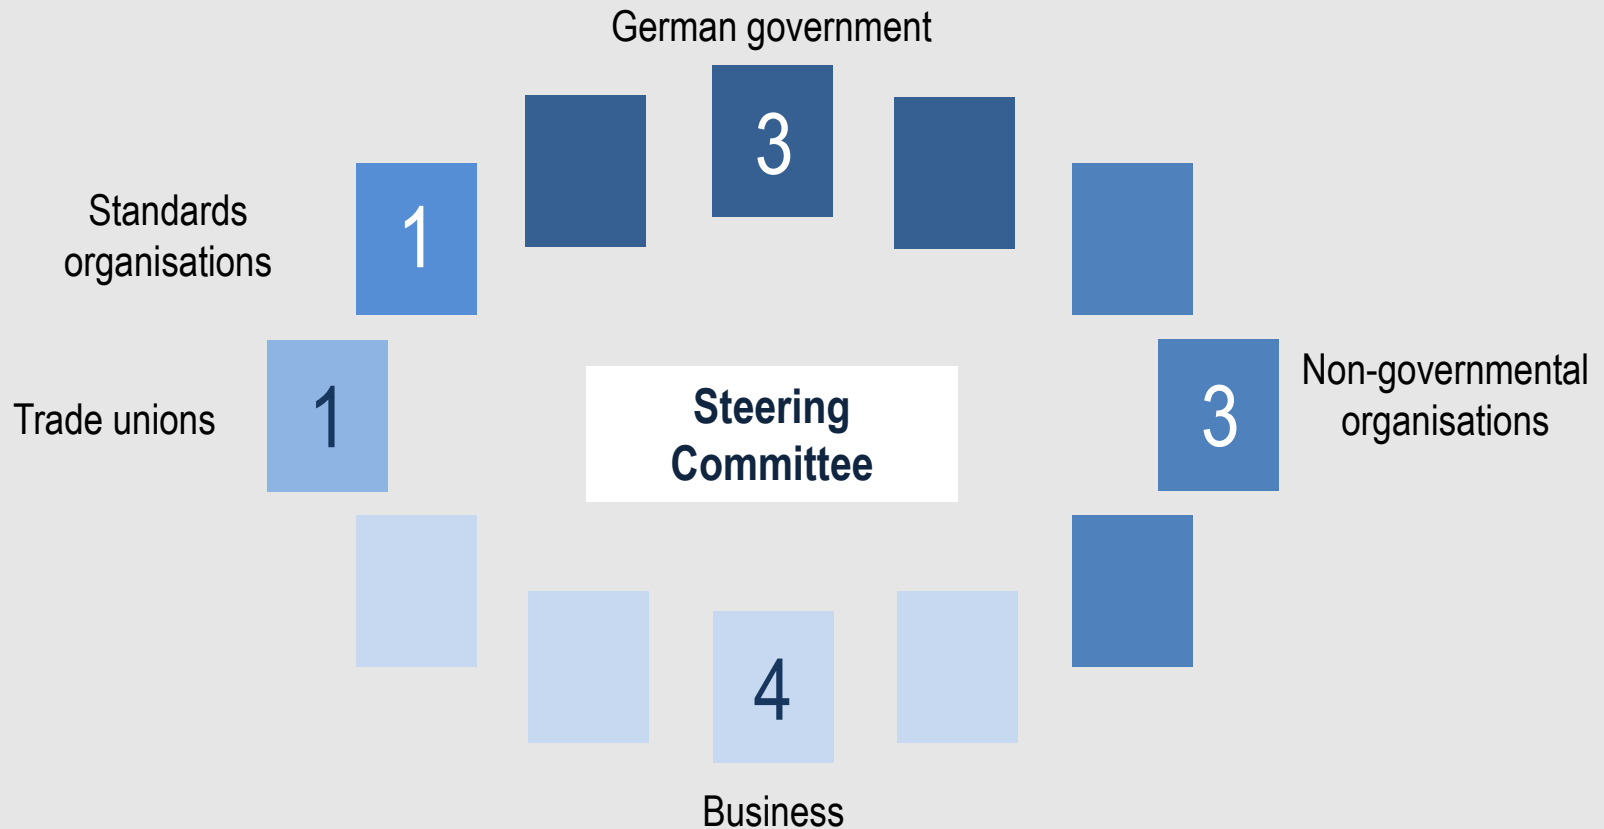 German government
3
Standards
organisations
1
Trade unions
1
Steering
Committee
3
Non-governmental
organisations
4
Business